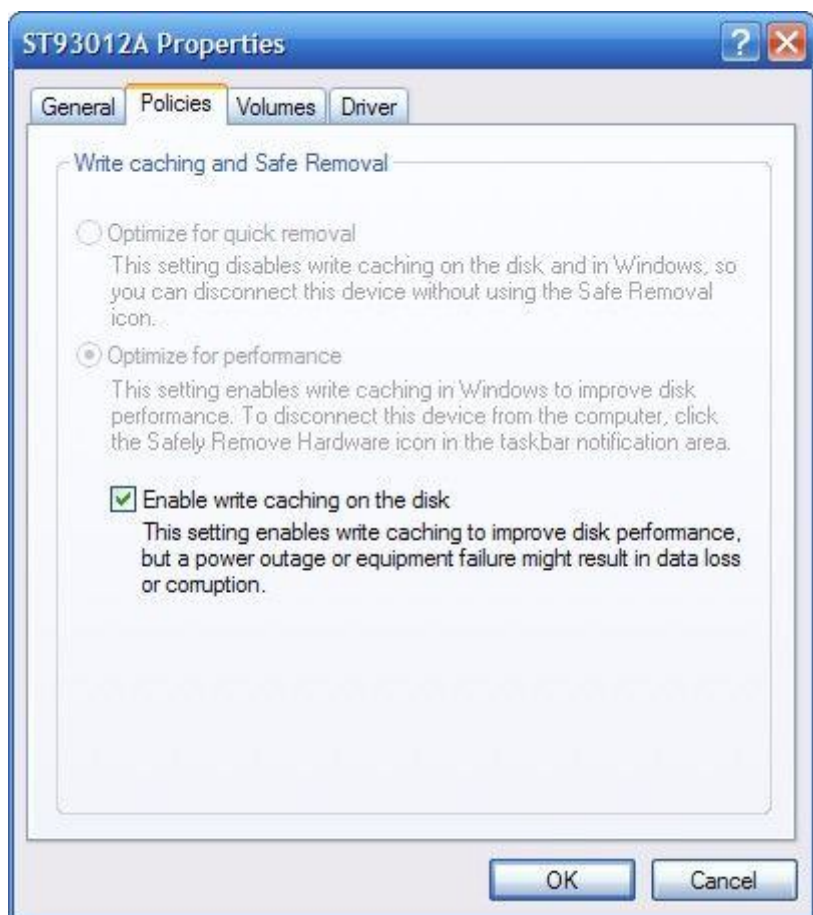 ST93012A Properties
General Policies Volumes Driver
Write caching and Safe Removal
Optimize for quick removal
This setting disables write caching on the disk and in Windows, so
you can disconnect this device without using the Safe Removal
icon.
Optimize for performance
This setting enables write caching in Windows to improve disk
performance. To disconnect this device from the computer, click
the Safely Remove Hardware icon in the taskbar notification area.
Enable write caching on the disk
This setting enables write caching to improve disk performance,
but a power outage or equipment failure might result in data loss
or corruption.
OK Cancel